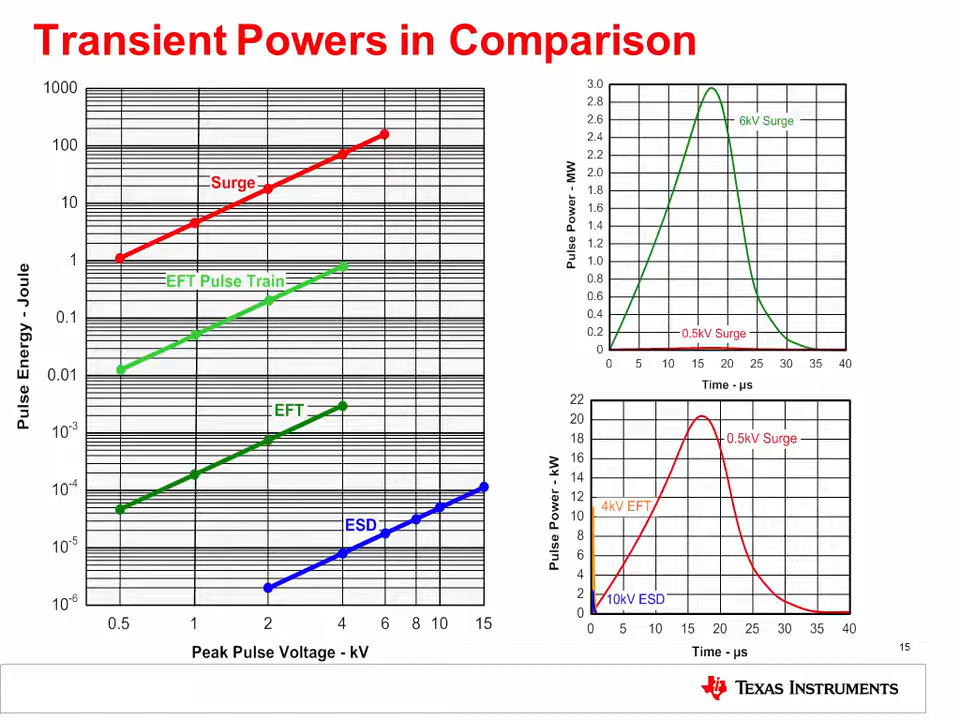 Transient Powers in Comparison
1000
100
10
1
0.1
0.01
10-3
10-4
10-5
10-6
Pulse Energy - Joule
Surge
EFT Pulse Train
EFT
ESD
0.5 1 2 4 6 8 10 15
Peak Pulse Voltage - kV
3.0
2.8
2.6
2.4
2.2
2.0
1.8
1.6
1.4
1.2
1.0
0.8
0.6
0.4
0.2
0
Pulse Power - MW
6kV Surge
0.5kV Surge
0 5 10 15 20 25 30 35 40
Time - µs
22
20
18
16
14
12
10
8
6
4
2
0
Pulse Power - kW
0.5kV Surge
4kV EFT
10kV ESD
0 5 10 15 20 25 30 35 40
Time - µs
15
TEXAS INSTRUMENTS